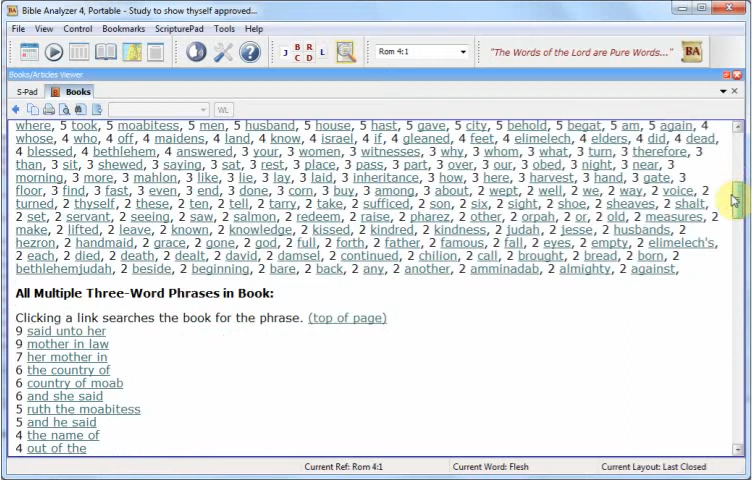 Bible Analyzer 4, Portable - Study to show thyself approved...
File View Control Bookmarks ScripturePad Tools Help
J B R L C D Rom 4:1 "The Words of the Lord are Pure Words..." BA
Books/Articles Viewer
S-Pad Books
WL
where, 5 took, 5 moabitess, 5 men, 5 husband, 5 house, 5 hast, 5 gave, 5 city, 5 behold, 5 begat, 5 am, 5 again, 4
whose, 4 who, 4 off, 4 maidens, 4 land, 4 know, 4 israel, 4 if, 4 gleaned, 4 feet, 4 elimelech, 4 elders, 4 did, 4 dead,
4 blessed, 4 bethlehem, 4 answered, 3 your, 3 women, 3 witnesses, 3 why, 3 whom, 3 what, 3 turn, 3 therefore, 3
than, 3 sit, 3 shewed, 3 saying, 3 sat, 3 rest, 3 place, 3 pass, 3 part, 3 over, 3 our, 3 obed, 3 night, 3 near, 3
morning, 3 more, 3 mahlon, 3 like, 3 lie, 3 lay, 3 laid, 3 inheritance, 3 how, 3 here, 3 harvest, 3 hand, 3 gate, 3
floor, 3 find, 3 fast, 3 even, 3 end, 3 done, 3 corn, 3 buy, 3 among, 3 about, 2 wept, 2 well, 2 we, 2 way, 2 voice, 2
turned, 2 thyself, 2 these, 2 ten, 2 tell, 2 tarry, 2 take, 2 sufficed, 2 son, 2 six, 2 sight, 2 shoe, 2 sheaves, 2 shalt,
2 set, 2 servant, 2 seeing, 2 saw, 2 salmon, 2 redeem, 2 raise, 2 pharez, 2 other, 2 orpah, 2 or, 2 old, 2 measures, 2
make, 2 lifted, 2 leave, 2 known, 2 knowledge, 2 kissed, 2 kindred, 2 kindness, 2 judah, 2 jesse, 2 husbands, 2
hezron, 2 handmaid, 2 grace, 2 gone, 2 god, 2 full, 2 forth, 2 father, 2 famous, 2 fall, 2 eyes, 2 empty, 2 elimelech's,
2 each, 2 died, 2 death, 2 dealt, 2 david, 2 damsel, 2 continued, 2 chilion, 2 call, 2 brought, 2 bread, 2 born, 2
bethlehemjudah, 2 beside, 2 beginning, 2 bare, 2 back, 2 any, 2 another, 2 amminadab, 2 almighty, 2 against,
All Multiple Three-Word Phrases in Book:
Clicking a link searches the book for the phrase. (top of page)
9 said unto her
9 mother in law
7 her mother in
6 the country of
6 country of moab
6 and she said
5 ruth the moabitess
5 and he said
4 the name of
4 out of the
Current Ref: Rom 4:1 Current Word: Flesh Current Layout: Last Closed